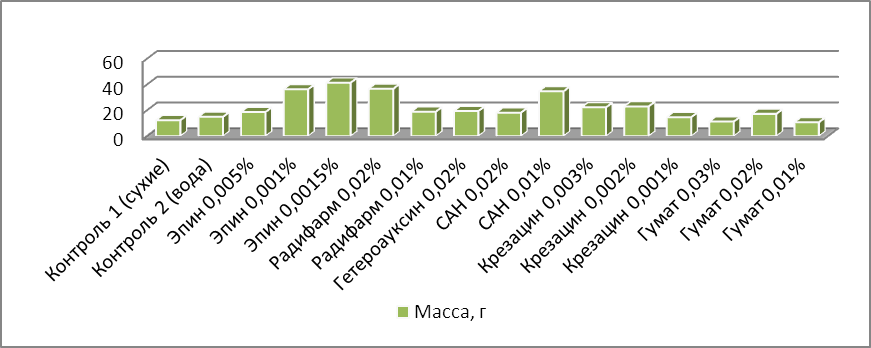 60
40
20
0
Контроль 1 (сухие)
Контроль 2 (вода)
Эпин 0,005%
Эпин 0,001%
Эпин 0,0015%
Радифарм 0,02%
Радифарм 0,01%
Гетероауксин 0,02%
САН 0,02%
САН 0,01%
Крезацин 0,003%
Крезацин 0,002%
Крезацин 0,001%
Гумат 0,03%
Гумат 0,02%
Гумат 0,01%
Масса, г